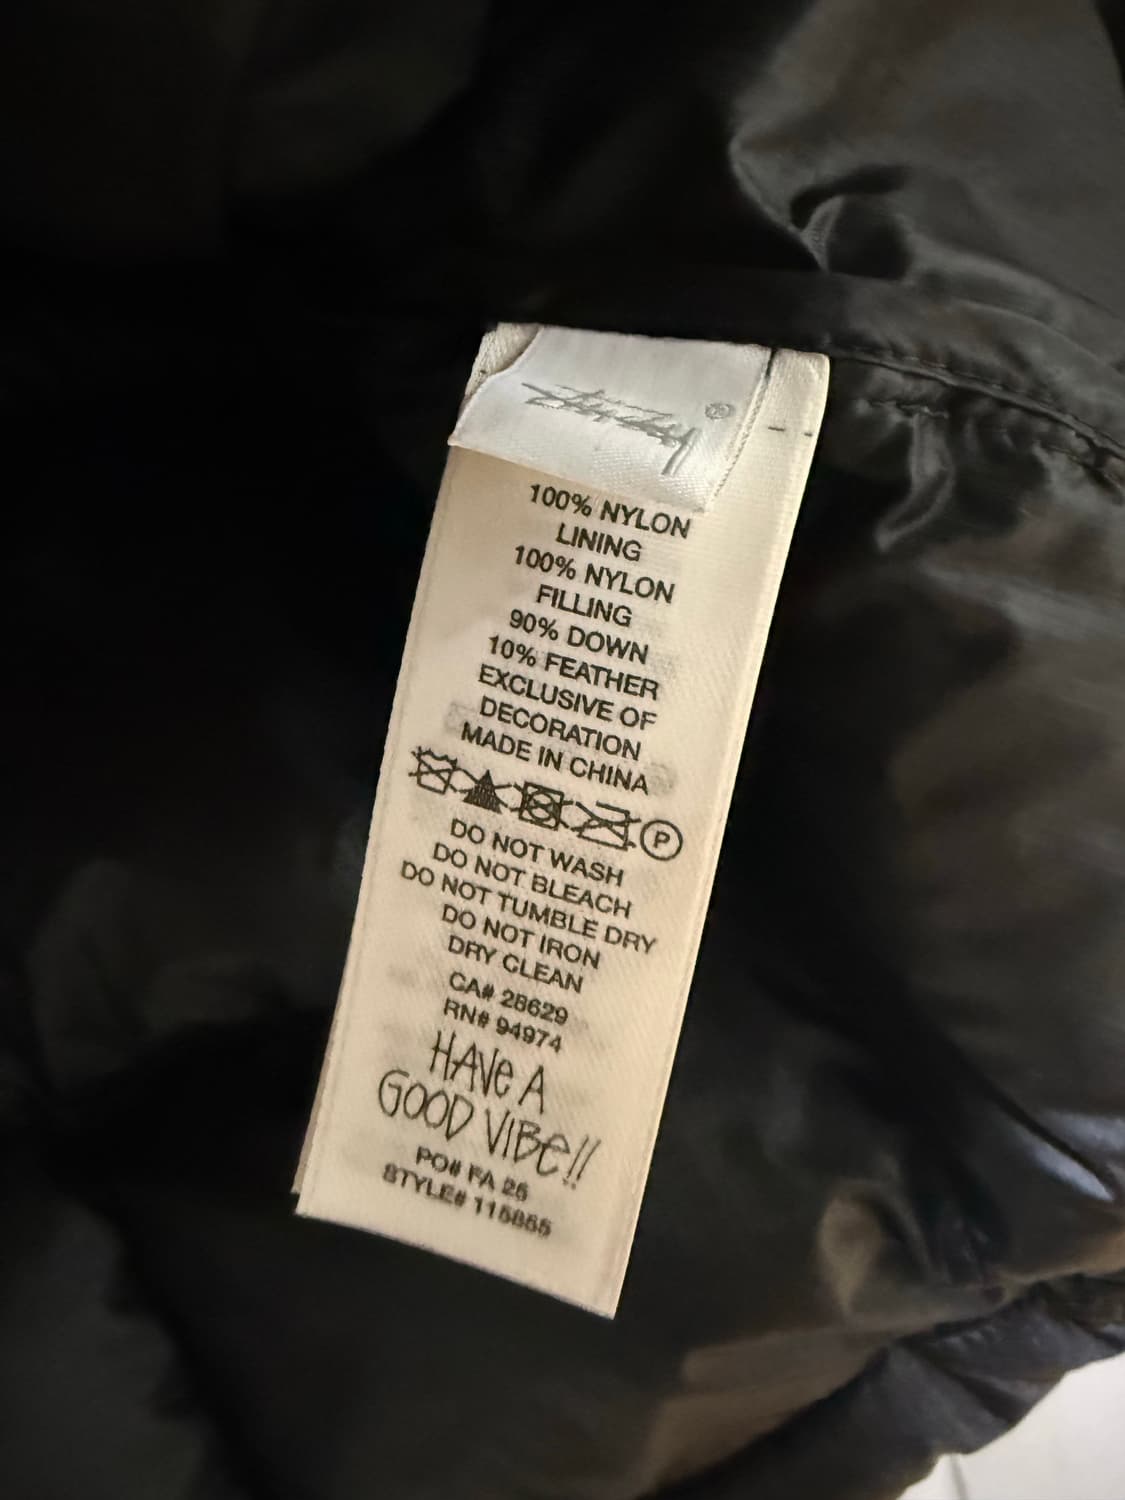 Stüssy®
100% NYLON
LINING
100% NYLON
FILLING
90% DOWN
10% FEATHER
EXCLUSIVE OF
DECORATION
MADE IN CHINA
P
DO NOT WASH
DO NOT BLEACH
DO NOT TUMBLE DRY
DO NOT IRON
DRY CLEAN
CA# 28629
RN# 94974
HAVE A
GOOD VIBE!!
PO# FA
STYLE#